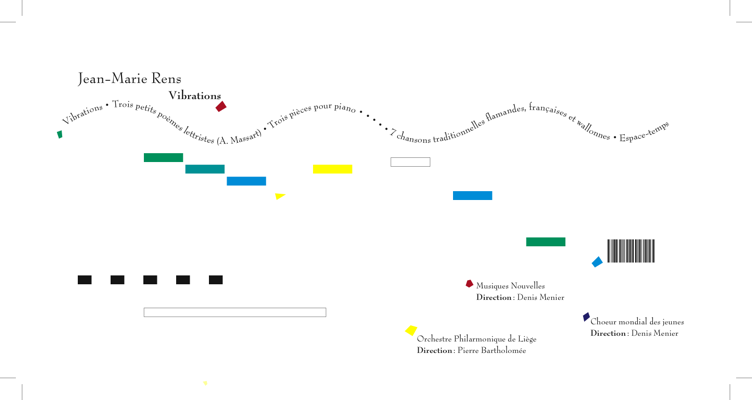 Jean-Marie Rens
Vibrations
Vibrations • Trois petits poèmes lettristes (A. Massart) • Trois pièces pour piano • • • • • 7 chansons traditionnelles flamandes, françaises et wallonnes • Espace-temps
Musiques Nouvelles
Direction : Denis Menier
Choeur mondial des jeunes
Direction : Denis Menier
Orchestre Philarmonique de Liège
Direction : Pierre Bartholomée